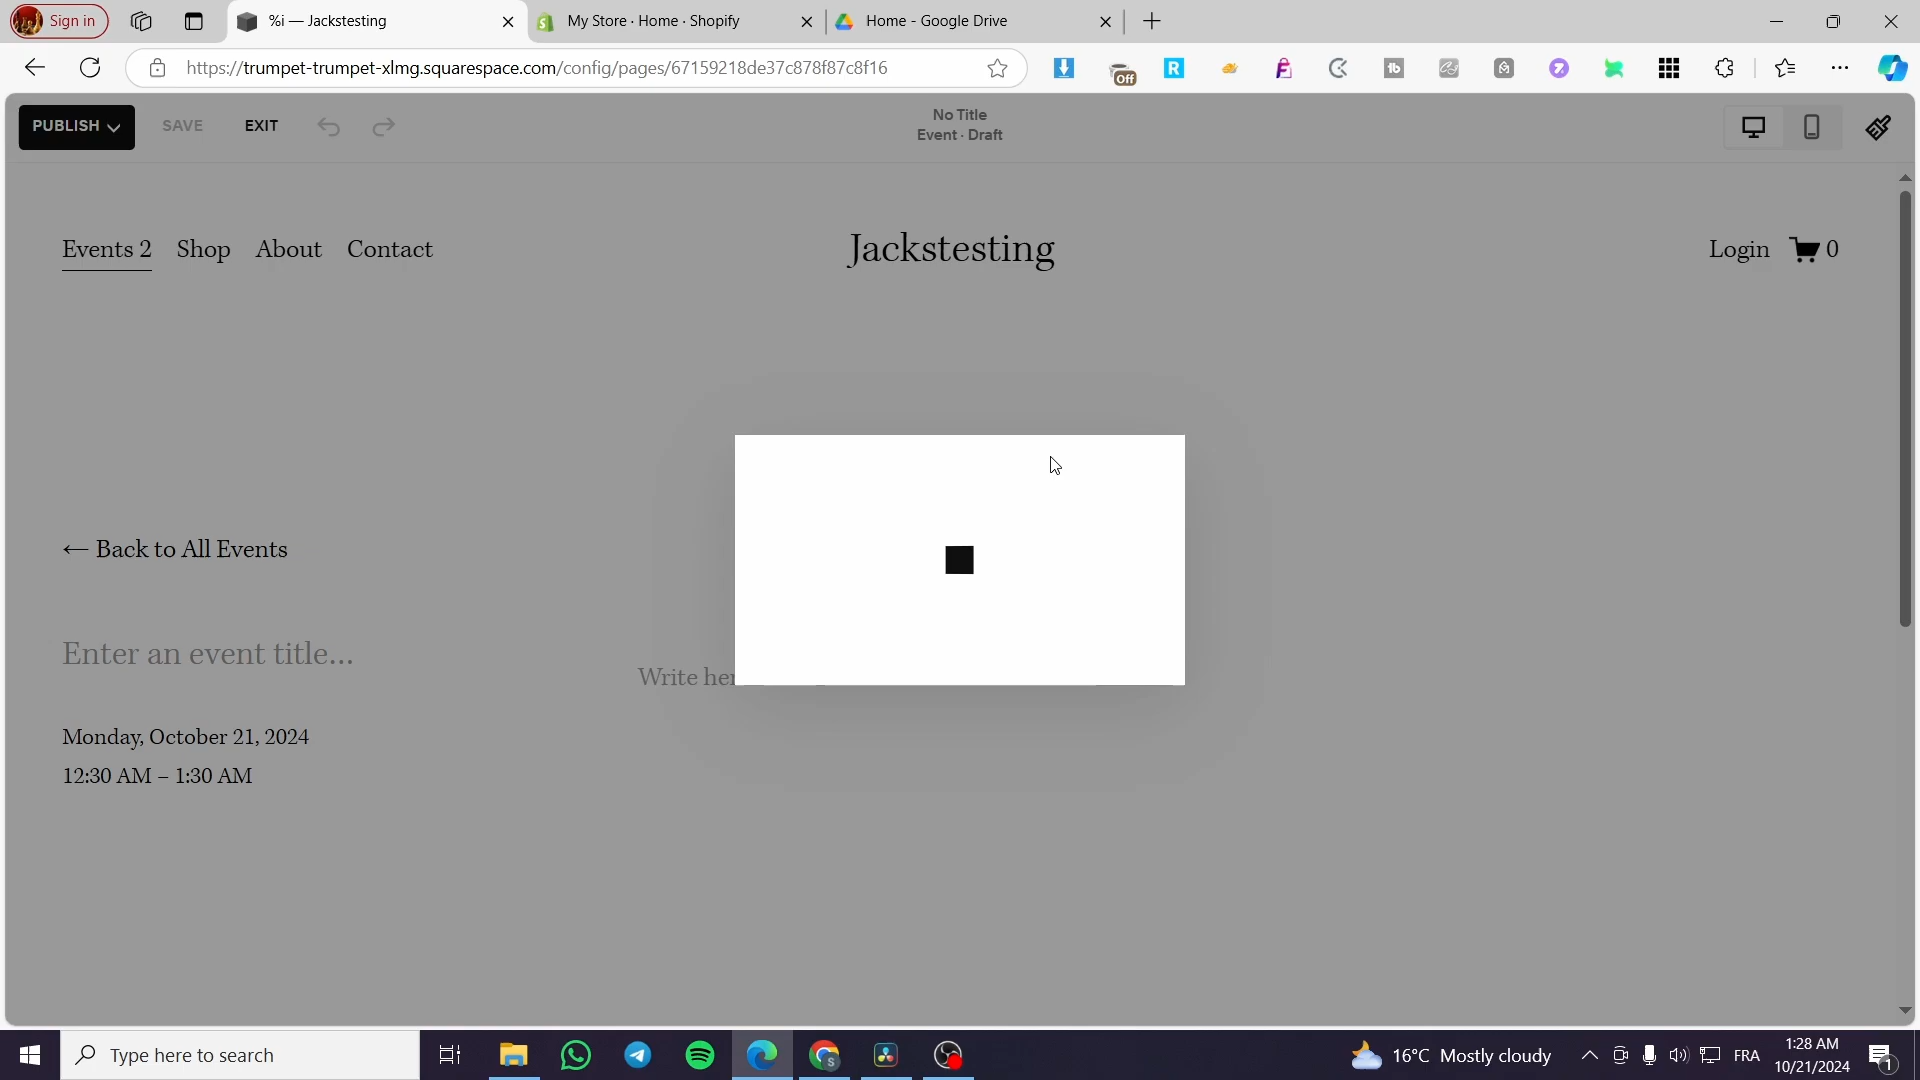 Sign in
%i — Jackstesting
My Store · Home · Shopify
Home - Google Drive
https://trumpet-trumpet-xlmg.squarespace.com/config/pages/67159218de37c878f87c8f16
Off
PUBLISH
SAVE
EXIT
No Title
Event · Draft
Events 2
Shop
About
Contact
Jackstesting
Login
0
← Back to All Events
Enter an event title...
Write
Monday, October 21, 2024
12:30 AM – 1:30 AM
Type here to search
16°C Mostly cloudy
FRA
1:28 AM
10/21/2024
1